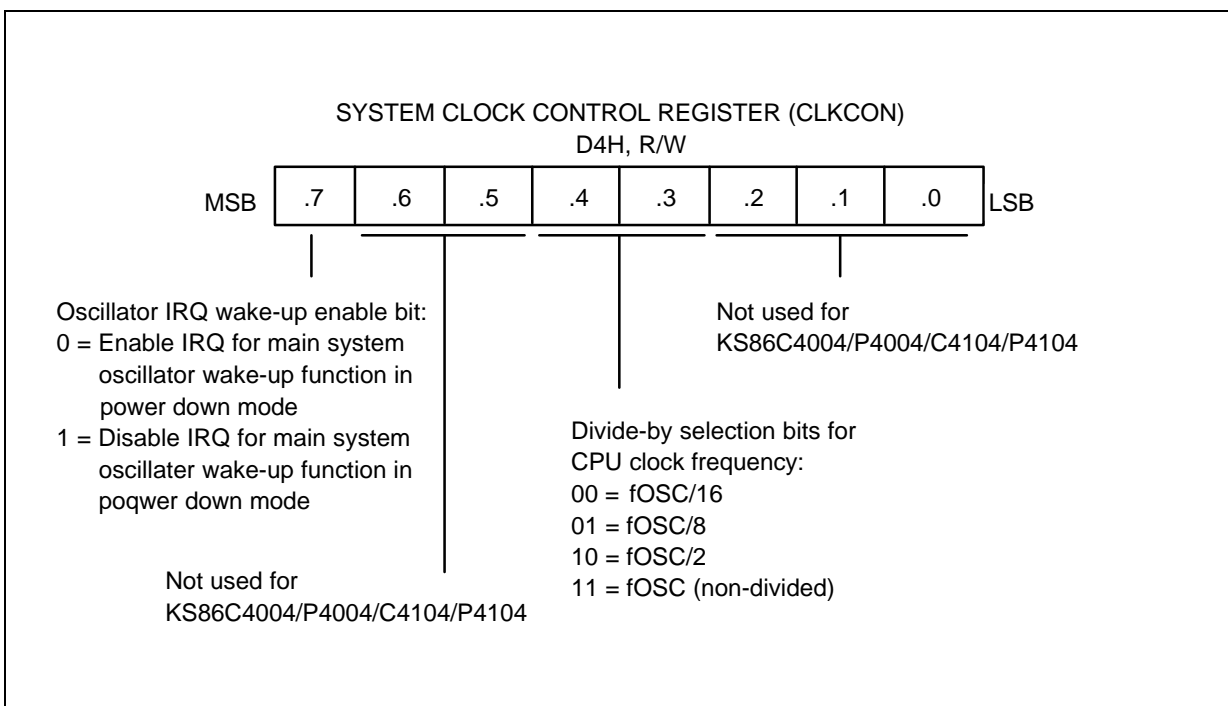 SYSTEM CLOCK CONTROL REGISTER (CLKCON)
D4H, R/W
MSB .7 .6 .5 .4 .3 .2 .1 .0 LSB
Oscillator IRQ wake-up enable bit:
0 = Enable IRQ for main system
oscillator wake-up function in
power down mode
1 = Disable IRQ for main system
oscillater wake-up function in
poqwer down mode
Not used for
KS86C4004/P4004/C4104/P4104
Divide-by selection bits for
CPU clock frequency:
00 = fOSC/16
01 = fOSC/8
10 = fOSC/2
11 = fOSC (non-divided)
Not used for
KS86C4004/P4004/C4104/P4104